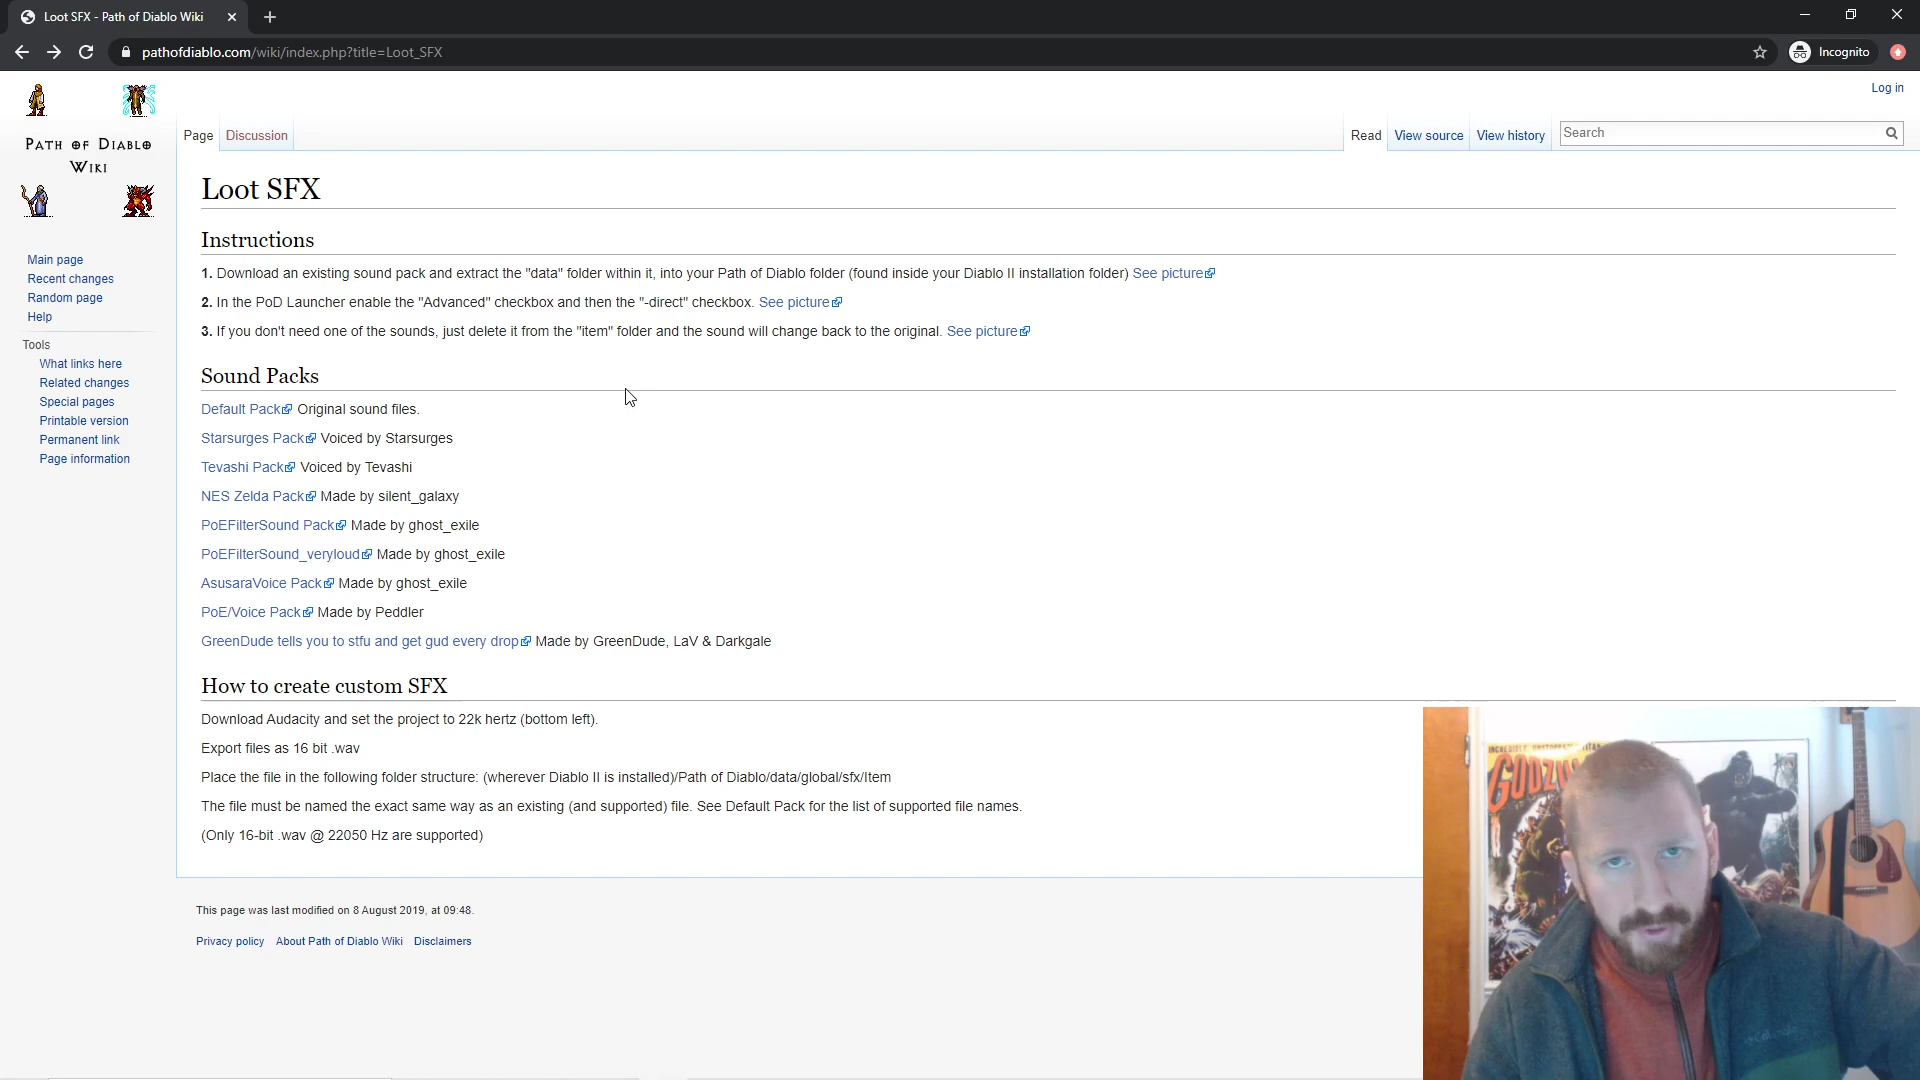 Loot SFX - Path of Diablo Wiki
pathofdiablo.com/wiki/index.php?title=Loot_SFX
Incognito
Log in
PATH OF DIABLO
WIKI
Page
Discussion
Read
View source
View history
Search
Main page
Recent changes
Random page
Help
Tools
What links here
Related changes
Special pages
Printable version
Permanent link
Page information
Loot SFX
Instructions
1. Download an existing sound pack and extract the "data" folder within it, into your Path of Diablo folder (found inside your Diablo II installation folder) See picture
2. In the PoD Launcher enable the "Advanced" checkbox and then the "-direct" checkbox. See picture
3. If you don't need one of the sounds, just delete it from the "item" folder and the sound will change back to the original. See picture
Sound Packs
Default Pack Original sound files.
Starsurges Pack Voiced by Starsurges
Tevashi Pack Voiced by Tevashi
NES Zelda Pack Made by silent_galaxy
PoEFilterSound Pack Made by ghost_exile
PoEFilterSound_veryloud Made by ghost_exile
AsusaraVoice Pack Made by ghost_exile
PoE/Voice Pack Made by Peddler
GreenDude tells you to stfu and get gud every drop Made by GreenDude, LaV & Darkgale
How to create custom SFX
Download Audacity and set the project to 22k hertz (bottom left).
Export files as 16 bit .wav
Place the file in the following folder structure: (wherever Diablo II is installed)/Path of Diablo/data/global/sfx/Item
The file must be named the exact same way as an existing (and supported) file. See Default Pack for the list of supported file names.
(Only 16-bit .wav @ 22050 Hz are supported)
This page was last modified on 8 August 2019, at 09:48.
Privacy policy
About Path of Diablo Wiki
Disclaimers